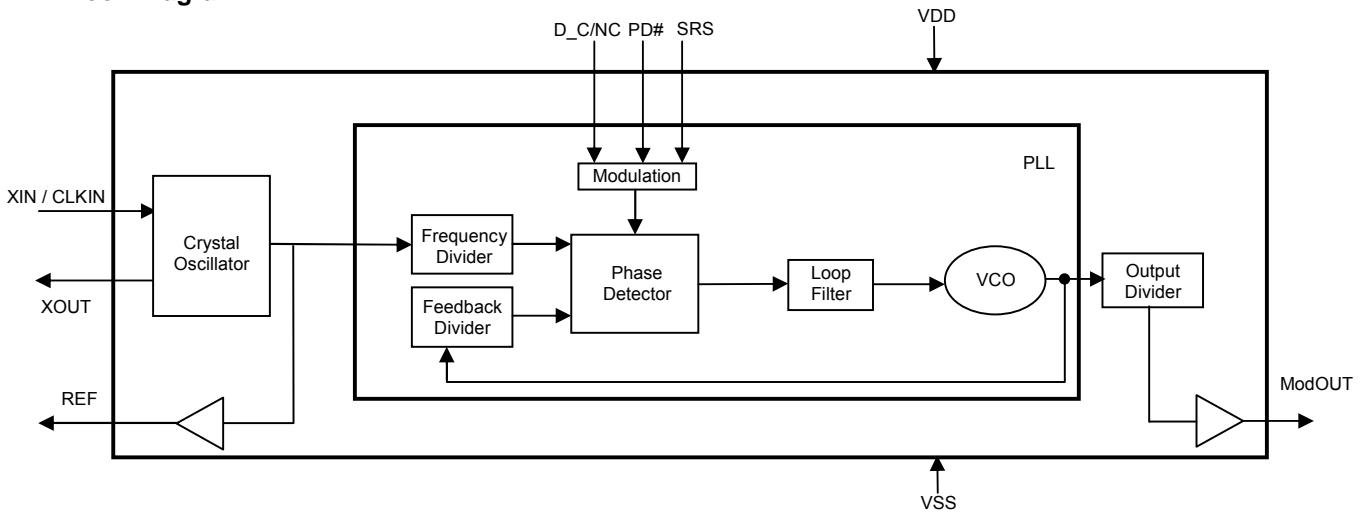 VDD
D_C/NC PD# SRS
PLL
Modulation
XIN / CLKIN
Crystal
Oscillator
Frequency
Divider
Phase
Detector
Loop
Filter
VCO
Output
Divider
XOUT
Feedback
Divider
REF
ModOUT
VSS